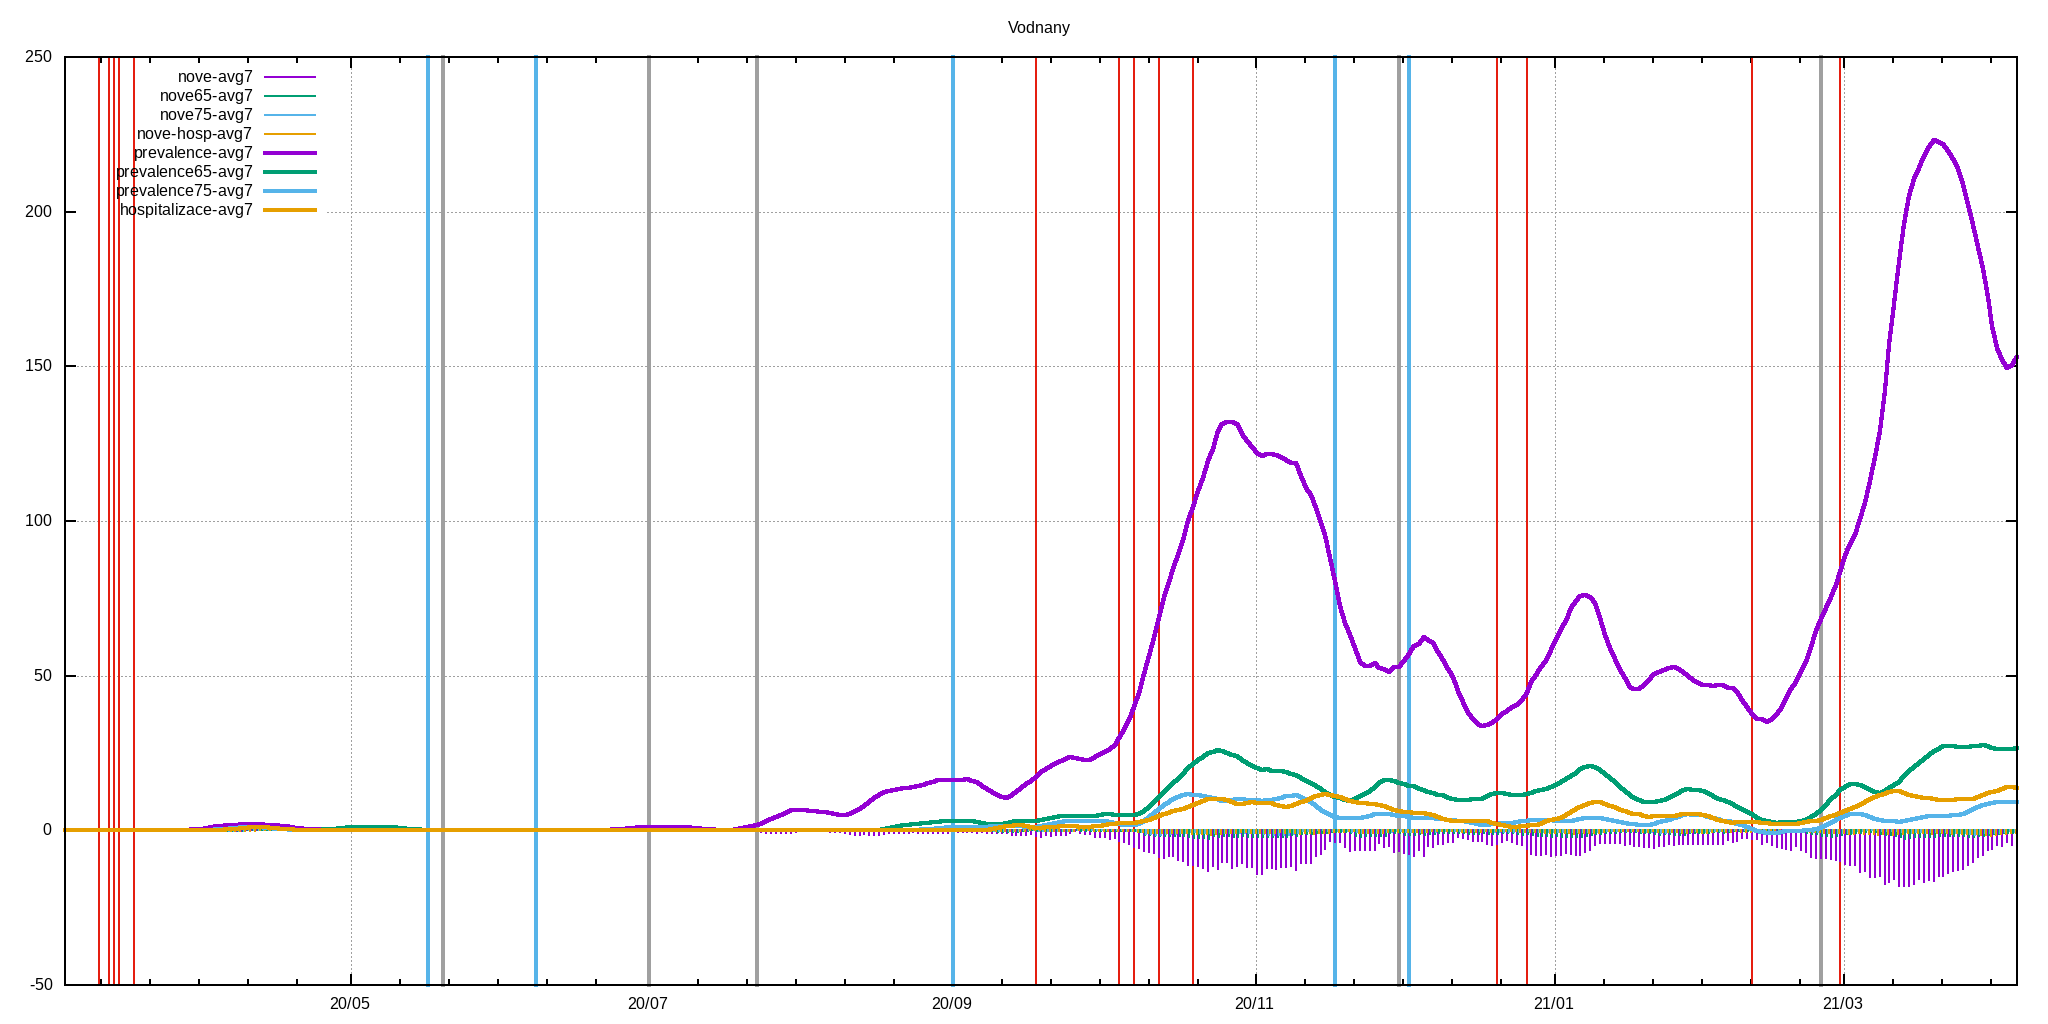 Vodnany
250
200
150
100
50
0
-50
nove-avg7
nove65-avg7
nove75-avg7
nove-hosp-avg7
prevalence-avg7
prevalence65-avg7
prevalence75-avg7
hospitalizace-avg7
20/05 20/07 20/09 20/11 21/01 21/03